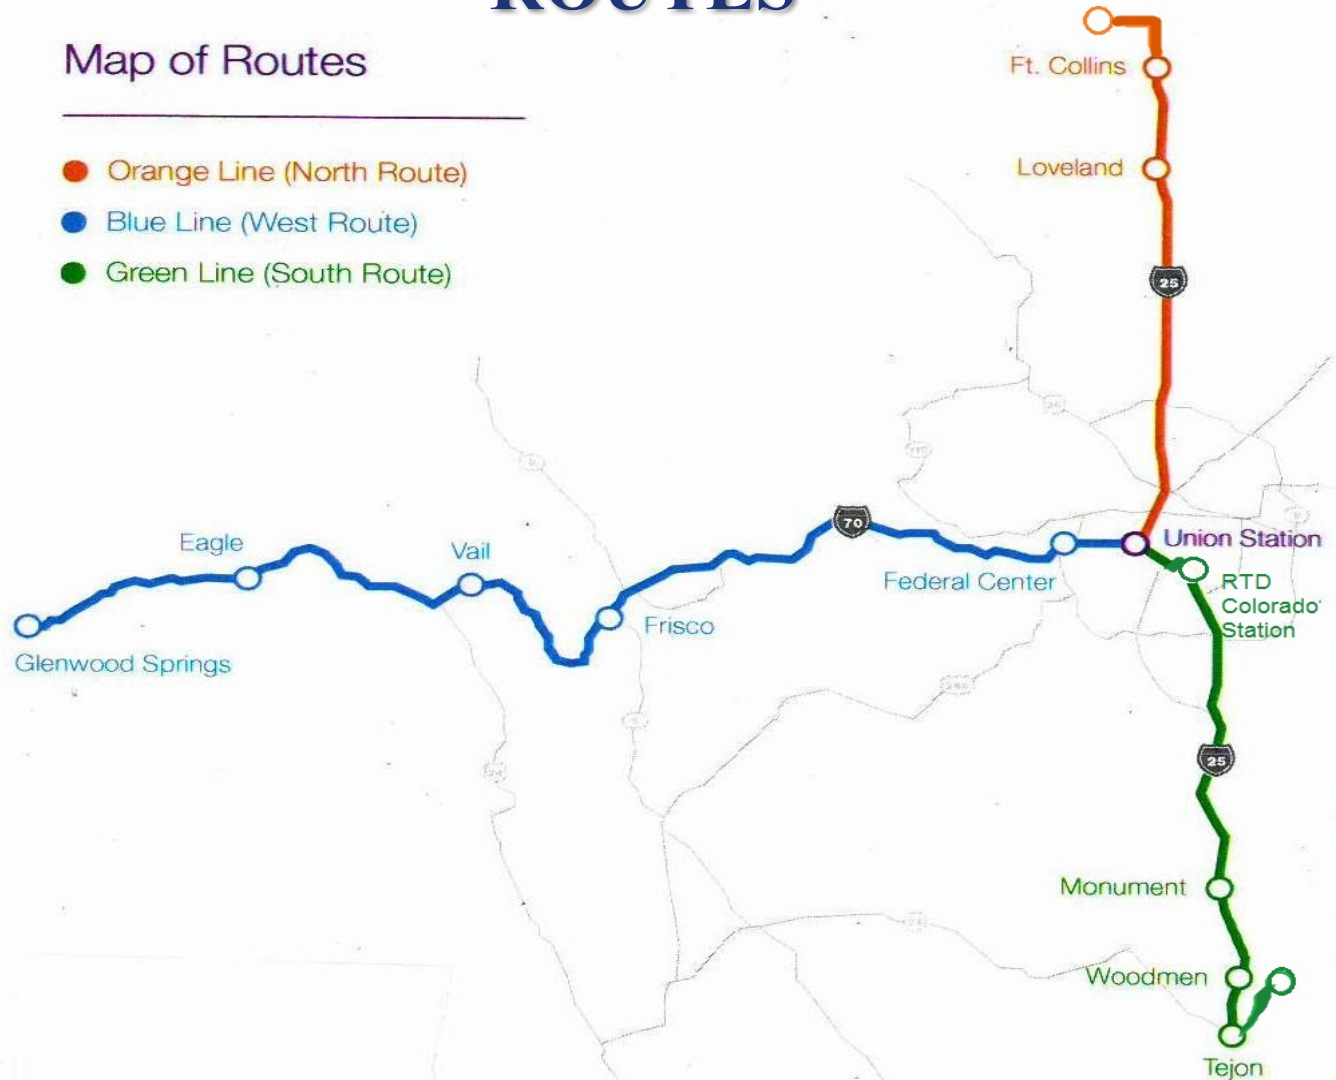 ROUTES
Map of Routes
Orange Line (North Route)
Blue Line (West Route)
Green Line (South Route)
Ft. Collins
Loveland
25
70
Eagle
Vail
Union Station
Federal Center
RTD
Colorado
Station
Frisco
Glenwood Springs
25
Monument
Woodmen
Tejon